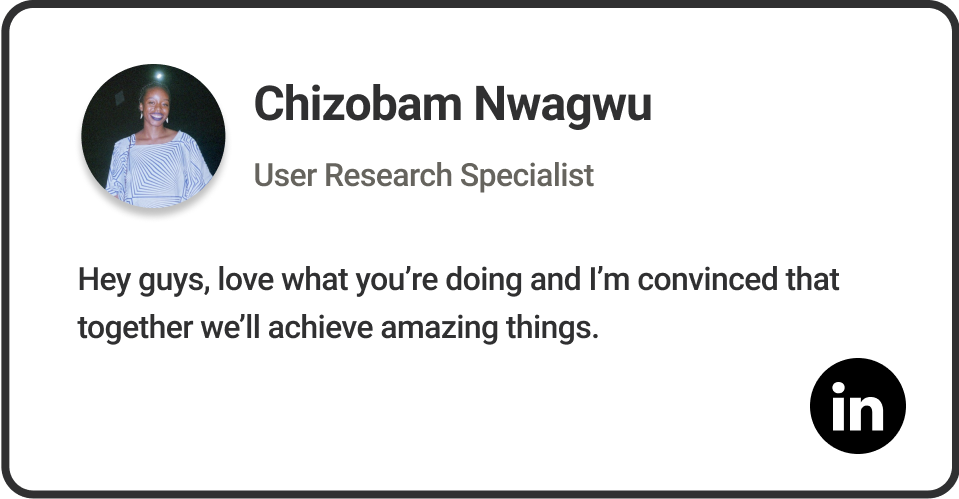 Chizobam Nwagwu
User Research Specialist
Hey guys, love what you’re doing and I’m convinced that
together we’ll achieve amazing things.
in